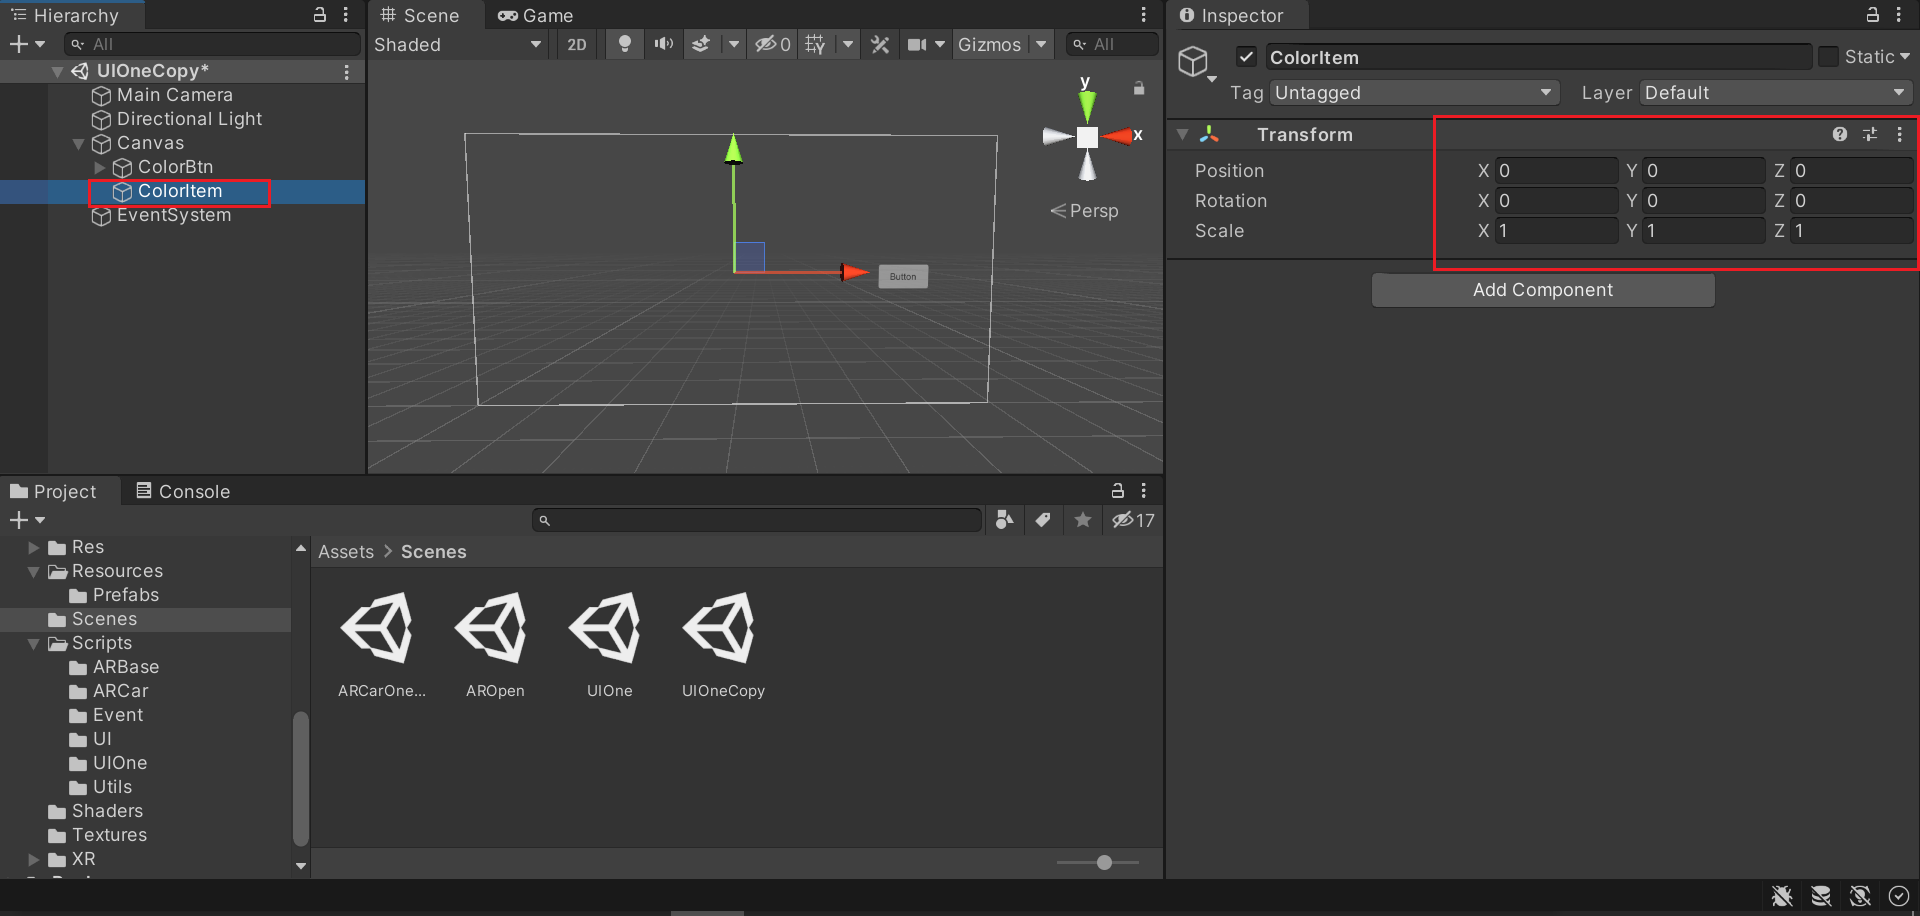 Hierarchy
All
UIOneCopy*
Main Camera
Directional Light
Canvas
ColorBtn
ColorItem
EventSystem
Scene
Game
Shaded
2D
0
Gizmos
All
y
x
Persp
Button
Inspector
ColorItem
Static
Tag Untagged
Layer Default
Transform
Position X 0 Y 0 Z 0
Rotation X 0 Y 0 Z 0
Scale X 1 Y 1 Z 1
Add Component
Project
Console
17
Res
Resources
Prefabs
Scenes
Scripts
ARBase
ARCar
Event
UI
UIOne
Utils
Shaders
Textures
XR
Assets > Scenes
ARCarOne...
AROpen
UIOne
UIOneCopy